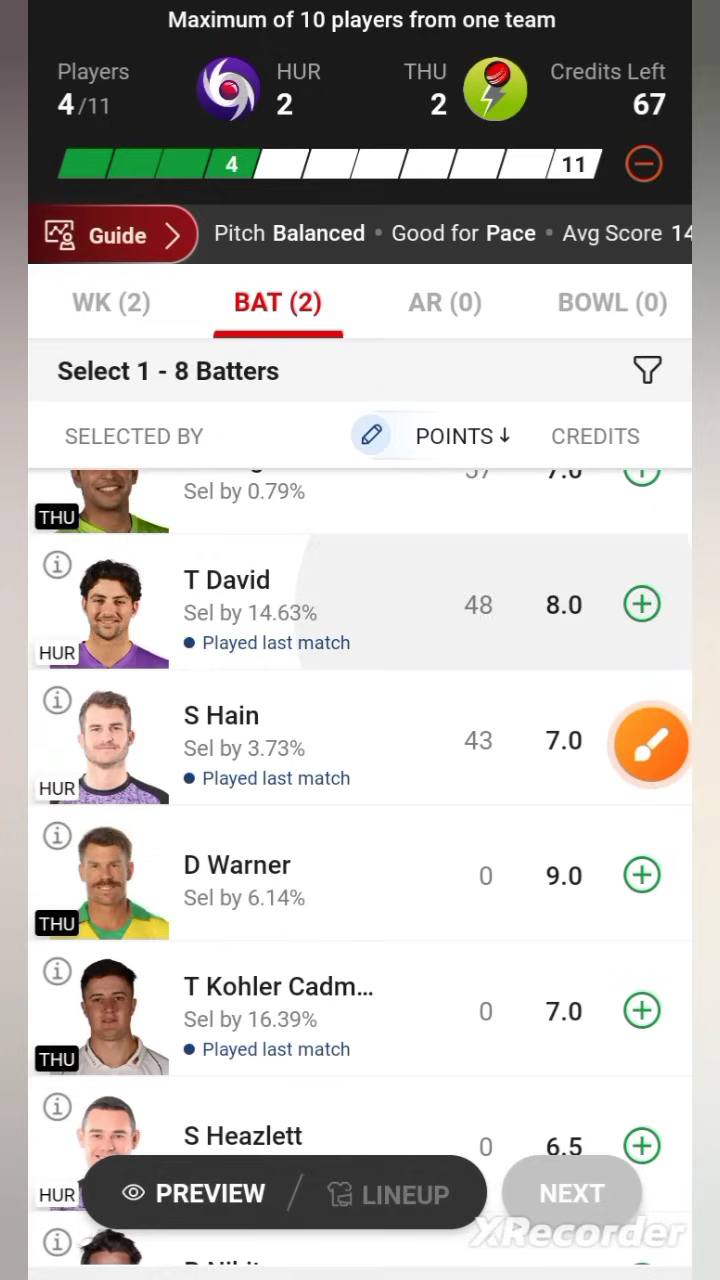 Maximum of 10 players from one team
Players HUR THU Credits Left
4/11 2 2 67
4 11
Guide Pitch Balanced • Good for Pace • Avg Score 14
WK (2) BAT (2) AR (0) BOWL (0)
Select 1 - 8 Batters
SELECTED BY POINTS ↓ CREDITS
Sel by 0.79% 37 7.0
THU
T David
Sel by 14.63% 48 8.0
HUR • Played last match
S Hain
Sel by 3.73% 43 7.0
HUR • Played last match
D Warner
Sel by 6.14% 0 9.0
THU
T Kohler Cadm...
Sel by 16.39% 0 7.0
THU • Played last match
S Heazlett
0 6.5
HUR
PREVIEW / LINEUP NEXT
XRecorder